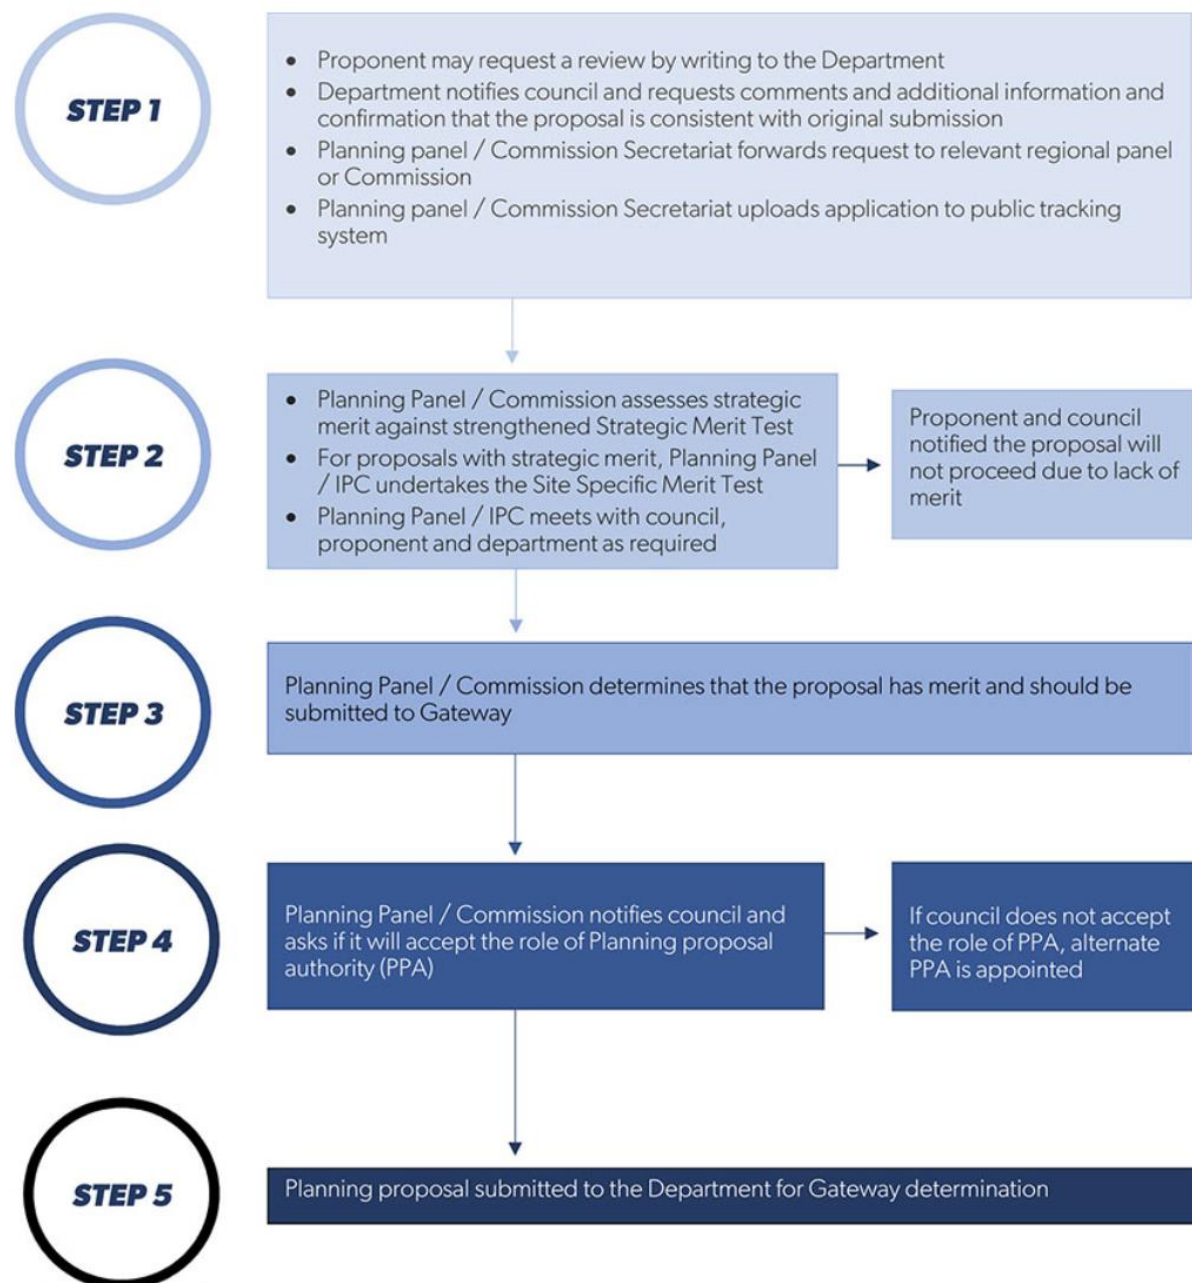 STEP 1
• Proponent may request a review by writing to the Department
• Department notifies council and requests comments and additional information and
confirmation that the proposal is consistent with original submission
• Planning panel / Commission Secretariat forwards request to relevant regional panel
or Commission
• Planning panel / Commission Secretariat uploads application to public tracking
system
STEP 2
• Planning Panel / Commission assesses strategic
merit against strengthened Strategic Merit Test
• For proposals with strategic merit, Planning Panel
/ IPC undertakes the Site Specific Merit Test
• Planning Panel / IPC meets with council,
proponent and department as required
Proponent and council
notified the proposal will
not proceed due to lack of
merit
STEP 3
Planning Panel / Commission determines that the proposal has merit and should be
submitted to Gateway
STEP 4
Planning Panel / Commission notifies council and
asks if it will accept the role of Planning proposal
authority (PPA)
If council does not accept
the role of PPA, alternate
PPA is appointed
STEP 5
Planning proposal submitted to the Department for Gateway determination